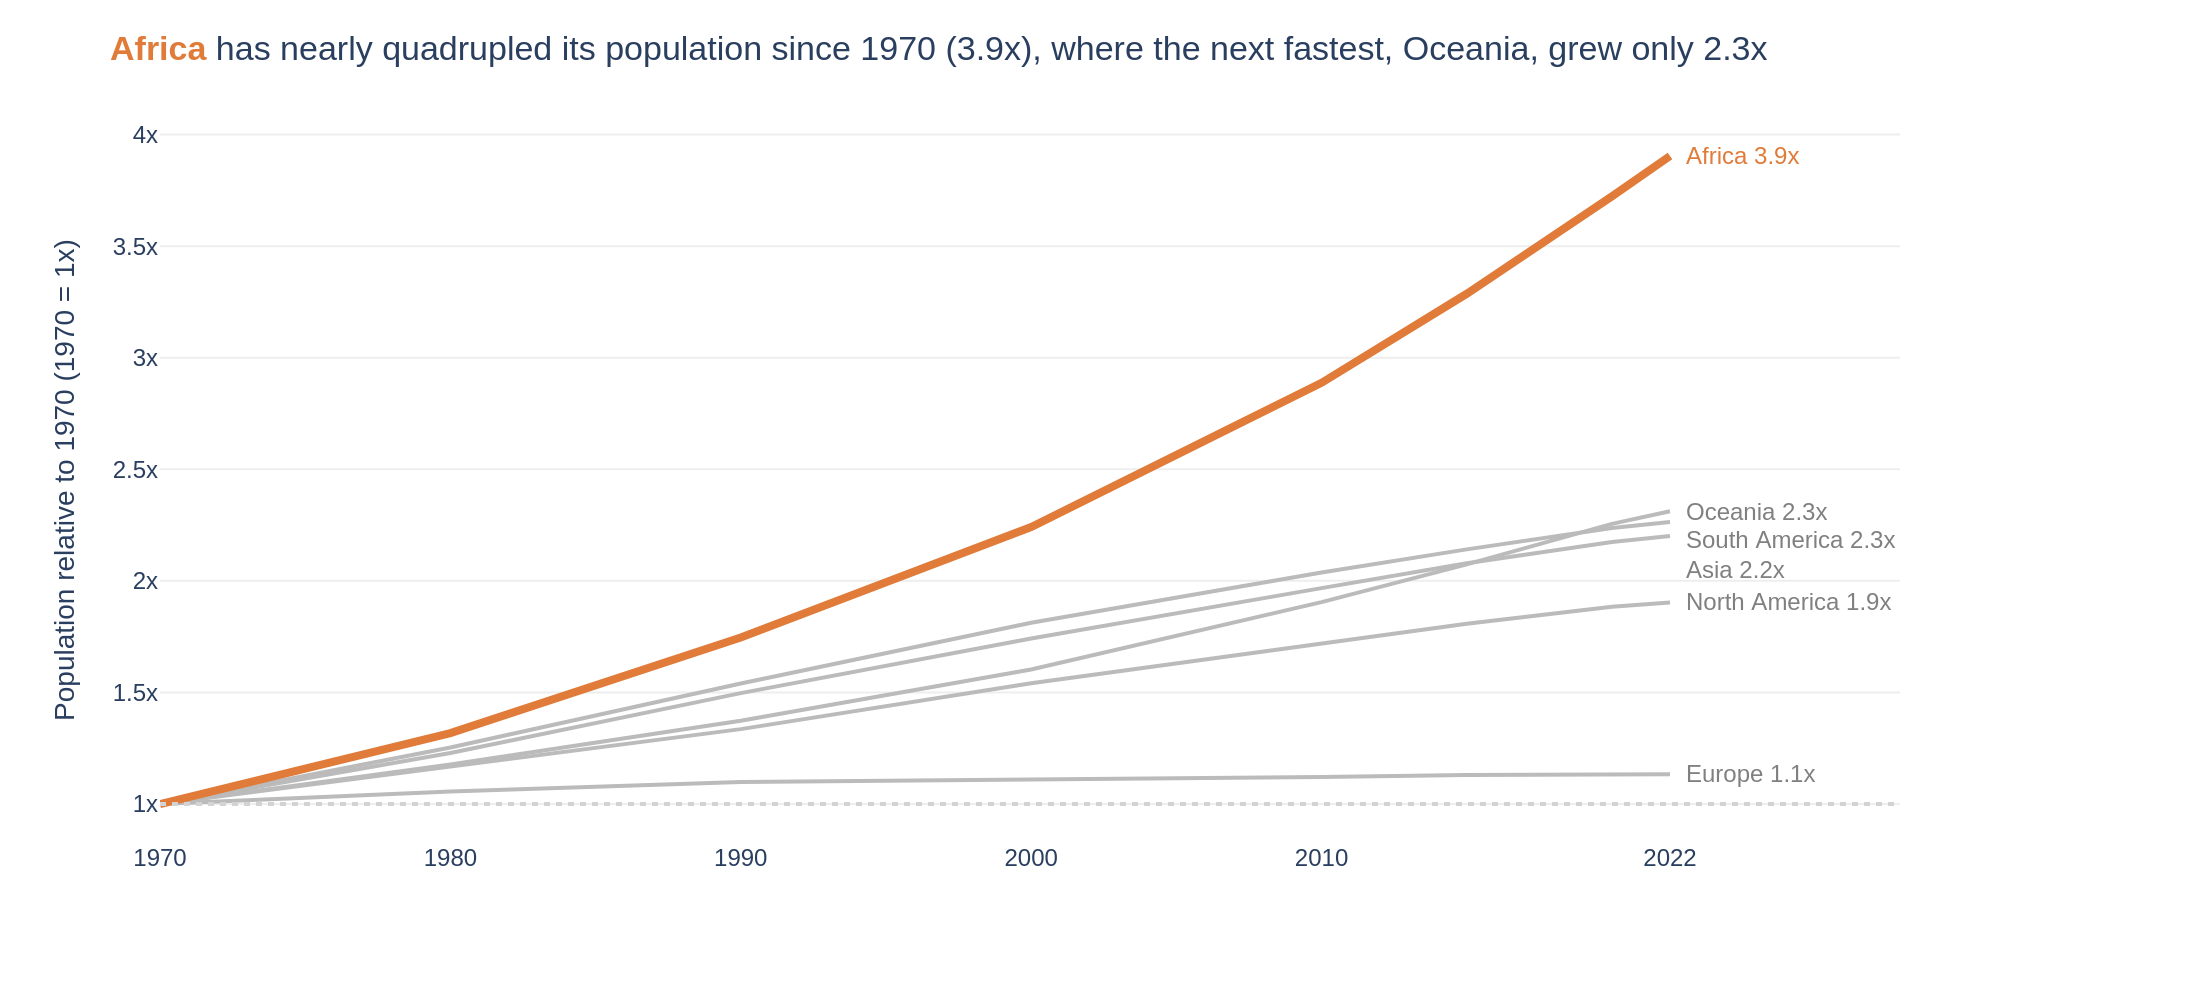 Africa has nearly quadrupled its population since 1970 (3.9x), where the next fastest, Oceania, grew only 2.3x
Population relative to 1970 (1970 = 1x)
4x
3.5x
3x
2.5x
2x
1.5x
1x
Africa 3.9x
Oceania 2.3x
South America 2.3x
Asia 2.2x
North America 1.9x
Europe 1.1x
1970
1980
1990
2000
2010
2022